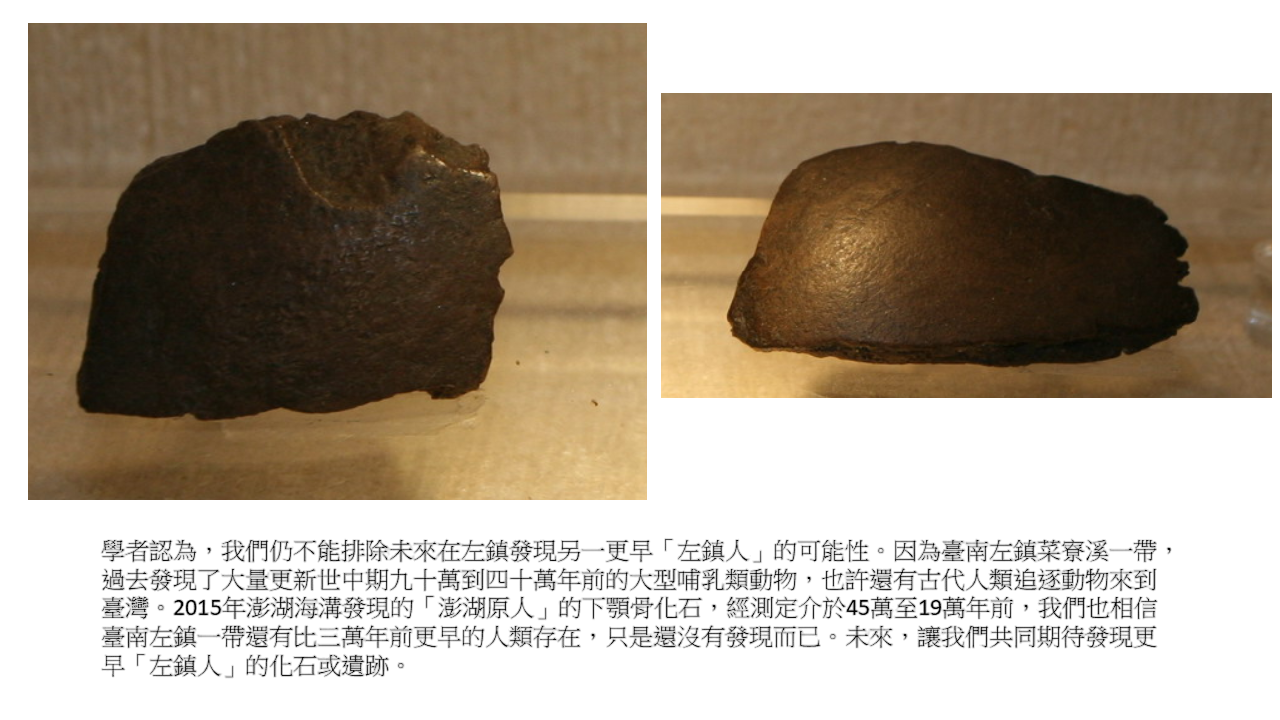 學者認為，我們仍不能排除未來在左鎮發現另一更早「左鎮人」的可能性。因為臺南左鎮菜寮溪一帶，
過去發現了大量更新世中期九十萬到四十萬年前的大型哺乳類動物，也許還有古代人類追逐動物來到
臺灣。2015年澎湖海溝發現的「澎湖原人」的下顎骨化石，經測定介於45萬至19萬年前，我們也相信
臺南左鎮一帶還有比三萬年前更早的人類存在，只是還沒有發現而已。未來，讓我們共同期待發現更
早「左鎮人」的化石或遺跡。